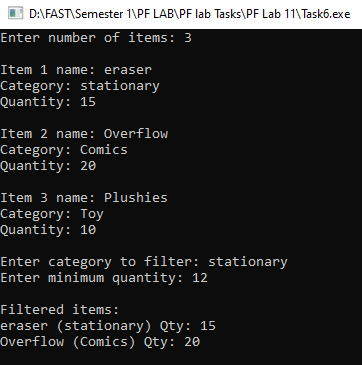 D:\FAST\Semester 1\PF LAB\PF lab Tasks\PF Lab 11\Task6.exe
Enter number of items: 3
Item 1 name: eraser
Category: stationary
Quantity: 15
Item 2 name: Overflow
Category: Comics
Quantity: 20
Item 3 name: Plushies
Category: Toy
Quantity: 10
Enter category to filter: stationary
Enter minimum quantity: 12
Filtered items:
eraser (stationary) Qty: 15
Overflow (Comics) Qty: 20